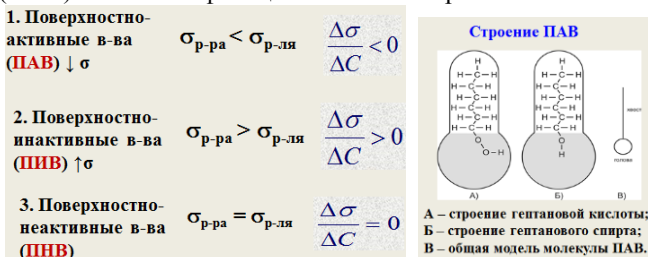 1. Поверхностно-
активные в-ва
(ПАВ) ↓ σ
σр-ра < σр-ля
Δσ/ΔC < 0
2. Поверхностно-
инактивные в-ва
(ПИВ) ↑σ
σр-ра > σр-ля
Δσ/ΔC > 0
3. Поверхностно-
неактивные в-ва
(ПНВ)
σр-ра = σр-ля
Δσ/ΔC = 0
Строение ПАВ
H
H–C–H
H–C–H
H–C–H
H–C–H
H–C–H
H–C–H
O
O–H
H
H–C–H
H–C–H
H–C–H
H–C–H
H–C–H
H–C–H
O
H
хвост
голова
А)
Б)
В)
А – строение гептановой кислоты;
Б – строение гептанового спирта;
В – общая модель молекулы ПАВ.